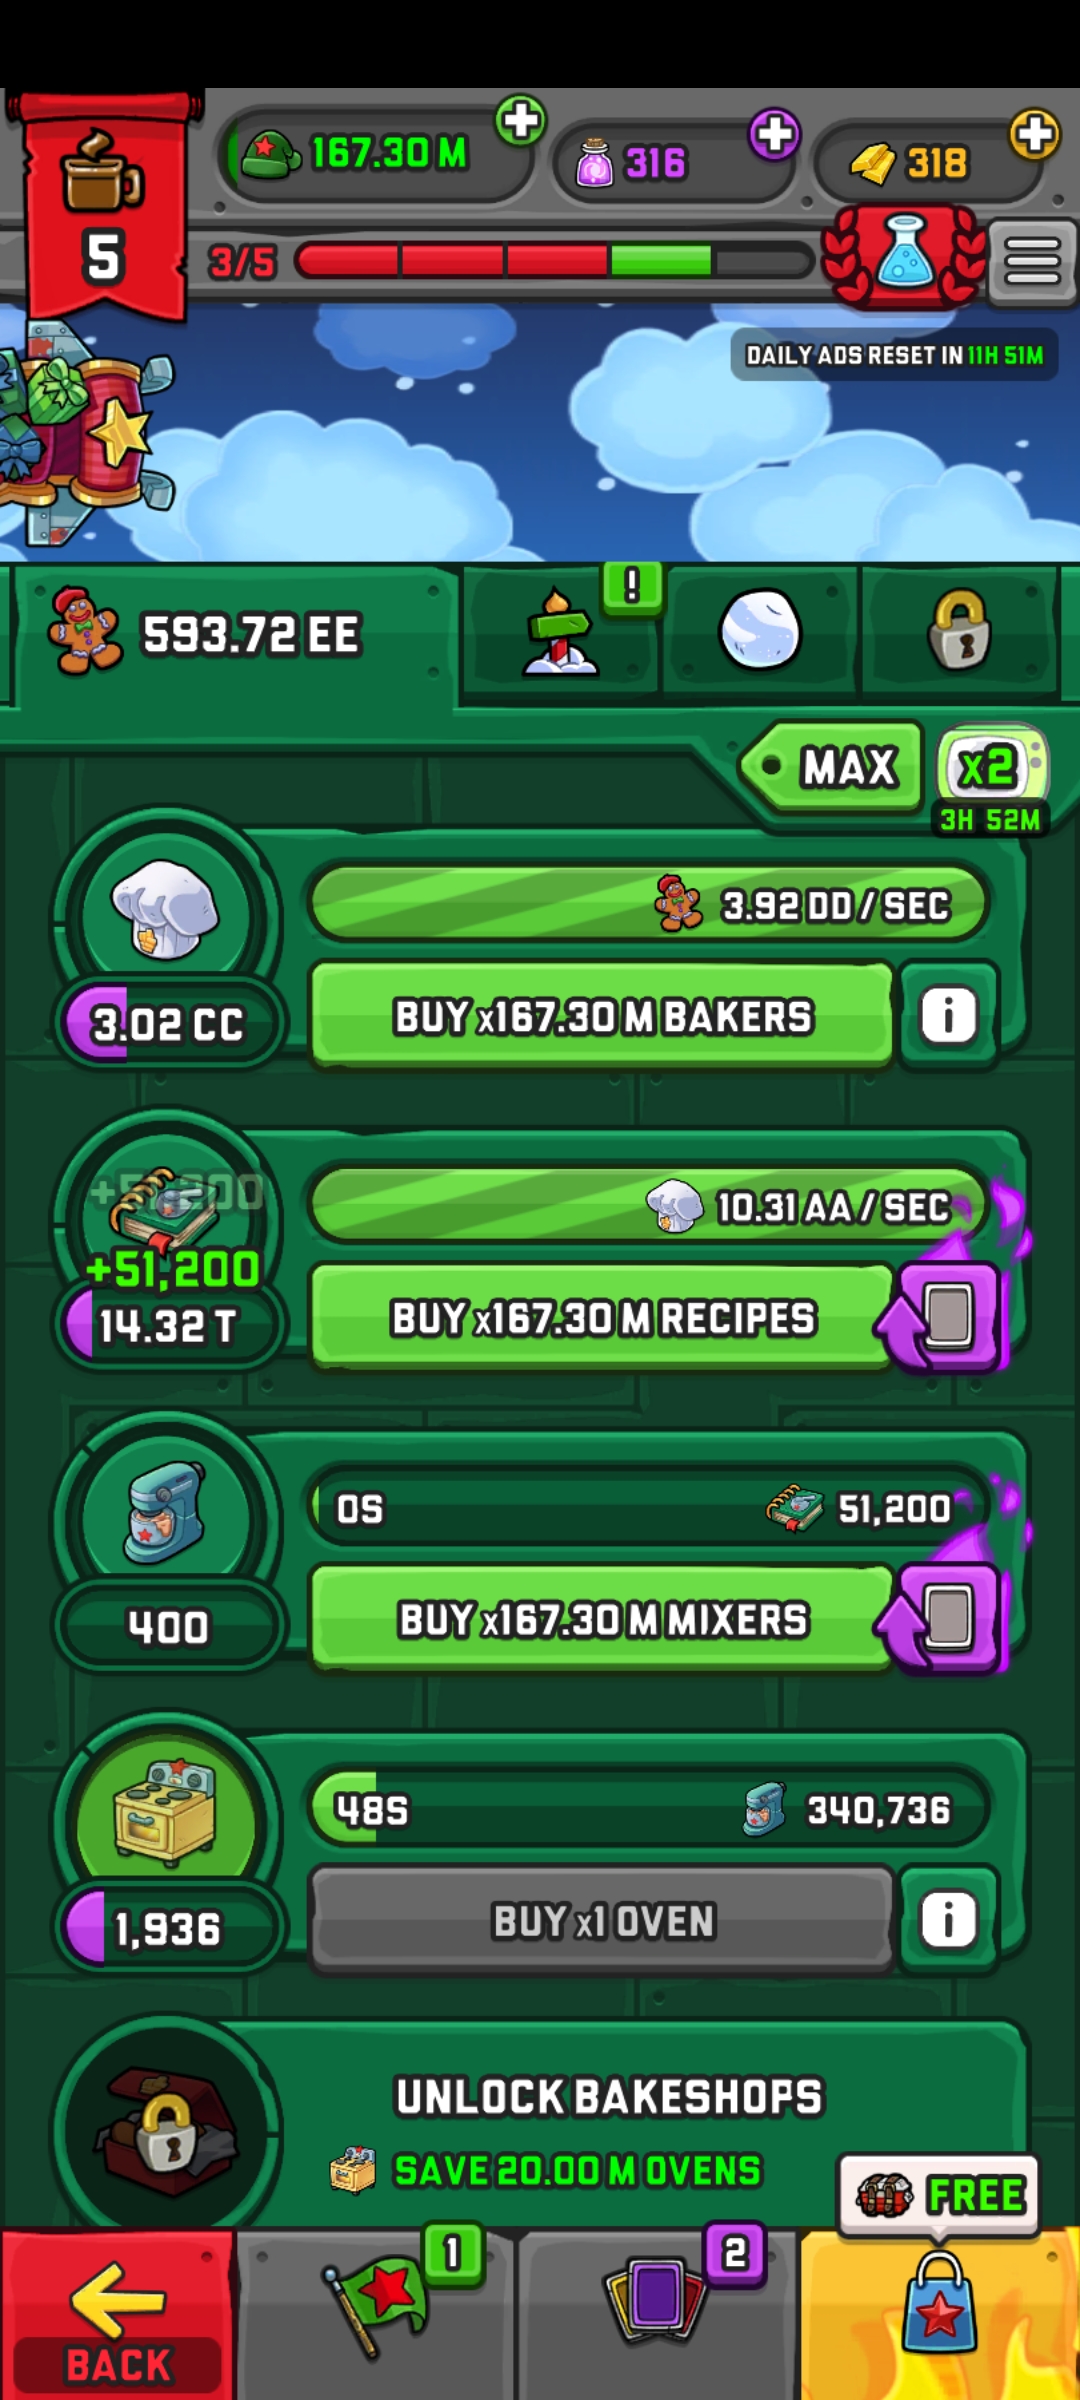 167.30 M
316
318
5
3/5
DAILY ADS RESET IN 11H 51M
593.72 EE
!
MAX
x2
3H 52M
3.92 DD / SEC
3.02 CC
BUY x167.30 M BAKERS
i
+51,200
10.31 AA / SEC
+51,200
14.32 T
BUY x167.30 M RECIPES
0S
51,200
400
BUY x167.30 M MIXERS
48S
340,736
1,936
BUY x1 OVEN
i
UNLOCK BAKESHOPS
SAVE 20.00 M OVENS
FREE
1
2
BACK